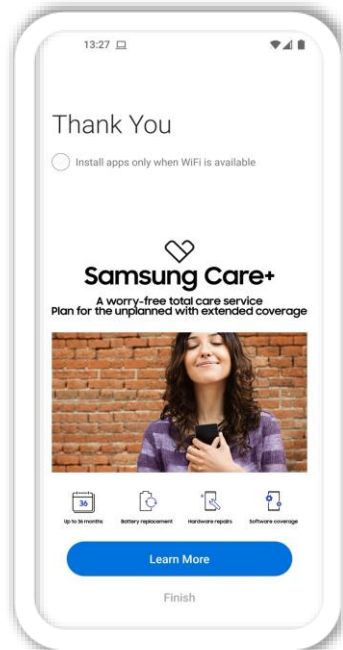 13:27
Thank You
Install apps only when WiFi is available
Samsung Care+
A worry-free total care service
Plan for the unplanned with extended coverage
36
Up to 36 months
Battery replacement
Hardware repairs
Software coverage
Learn More
Finish